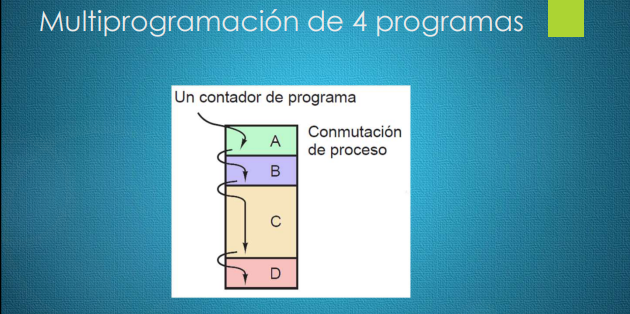 Multiprogramación de 4 programas
Un contador de programa
Conmutación
de proceso
A
B
C
D